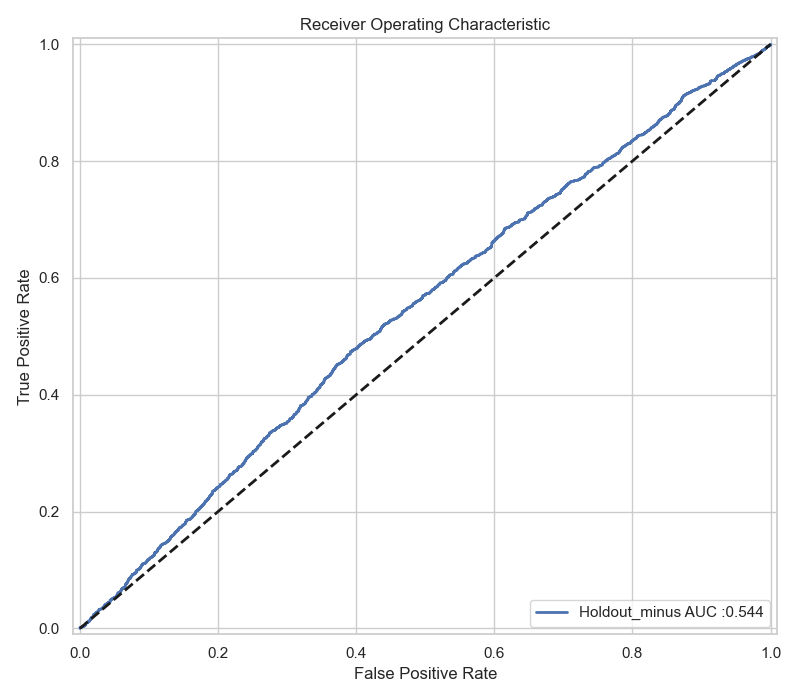 Receiver Operating Characteristic
1.0
0.8
0.6
0.4
0.2
0.0
True Positive Rate
Holdout_minus AUC :0.544
0.0 0.2 0.4 0.6 0.8 1.0
False Positive Rate